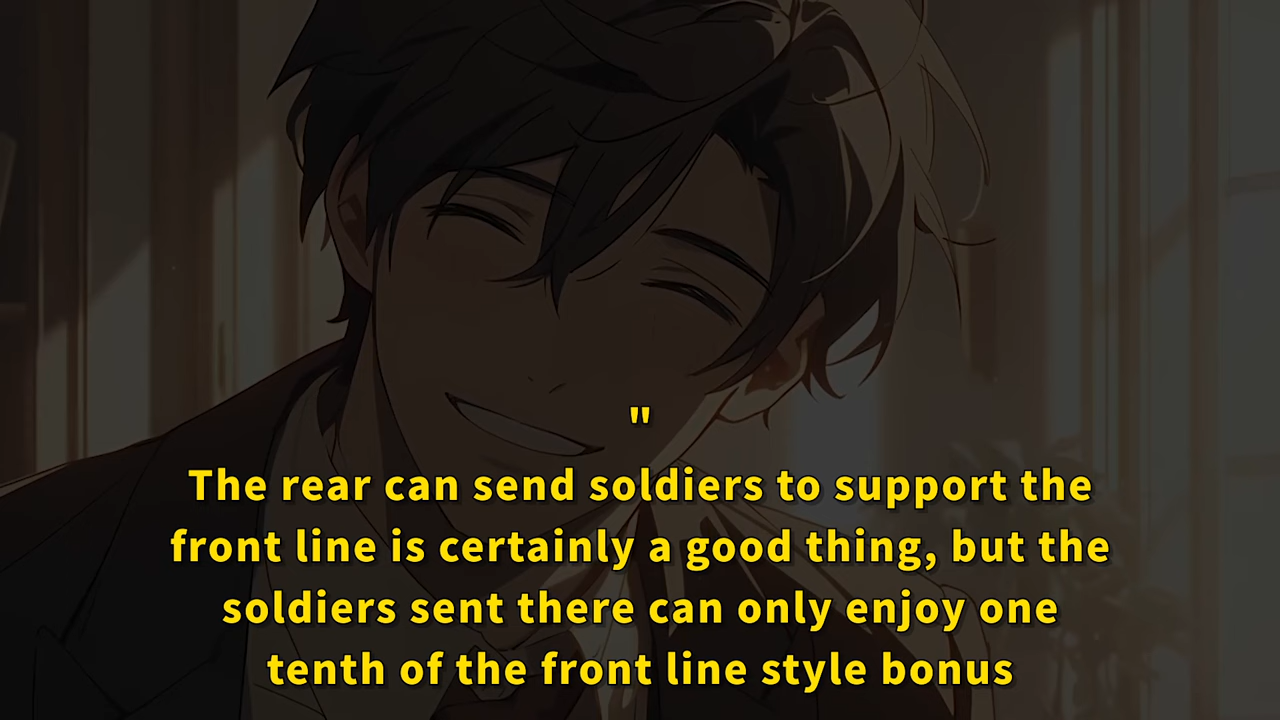 "
The rear can send soldiers to support the
front line is certainly a good thing, but the
soldiers sent there can only enjoy one
tenth of the front line style bonus